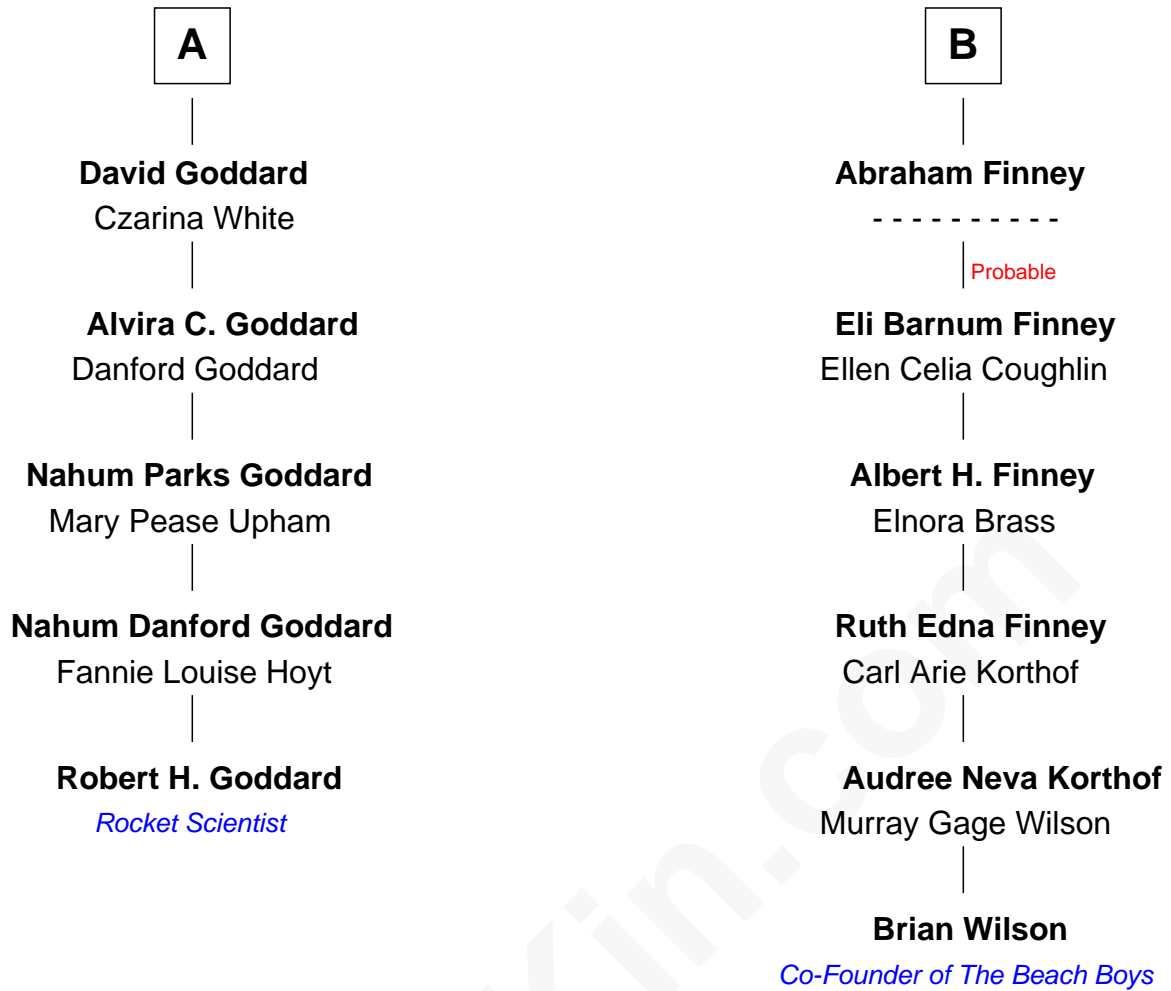 A
David Goddard
Czarina White
Alvira C. Goddard
Danford Goddard
Nahum Parks Goddard
Mary Pease Upham
Nahum Danford Goddard
Fannie Louise Hoyt
Robert H. Goddard
Rocket Scientist
B
Abraham Finney
- - - - - - - - - -
Probable
Eli Barnum Finney
Ellen Celia Coughlin
Albert H. Finney
Elnora Brass
Ruth Edna Finney
Carl Arie Korthof
Audree Neva Korthof
Murray Gage Wilson
Brian Wilson
Co-Founder of The Beach Boys